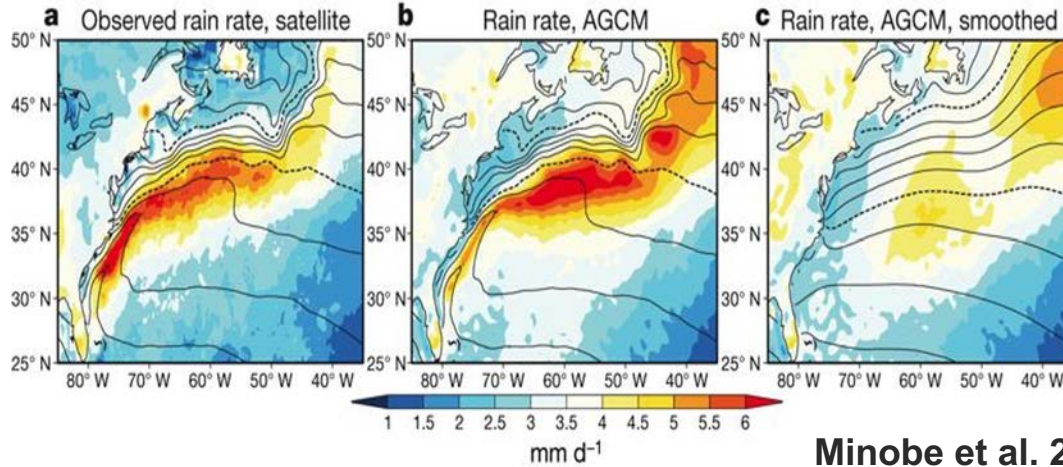 a Observed rain rate, satellite
b Rain rate, AGCM
c Rain rate, AGCM, smoothed
50° N
45° N
40° N
35° N
30° N
25° N
80° W 70° W 60° W 50° W 40° W
50° N
45° N
40° N
35° N
30° N
25° N
80° W 70° W 60° W 50° W 40° W
50° N
45° N
40° N
35° N
30° N
25° N
80° W 70° W 60° W 50° W 40° W
1 1.5 2 2.5 3 3.5 4 4.5 5 5.5 6
mm d⁻¹
Minobe et al. 2